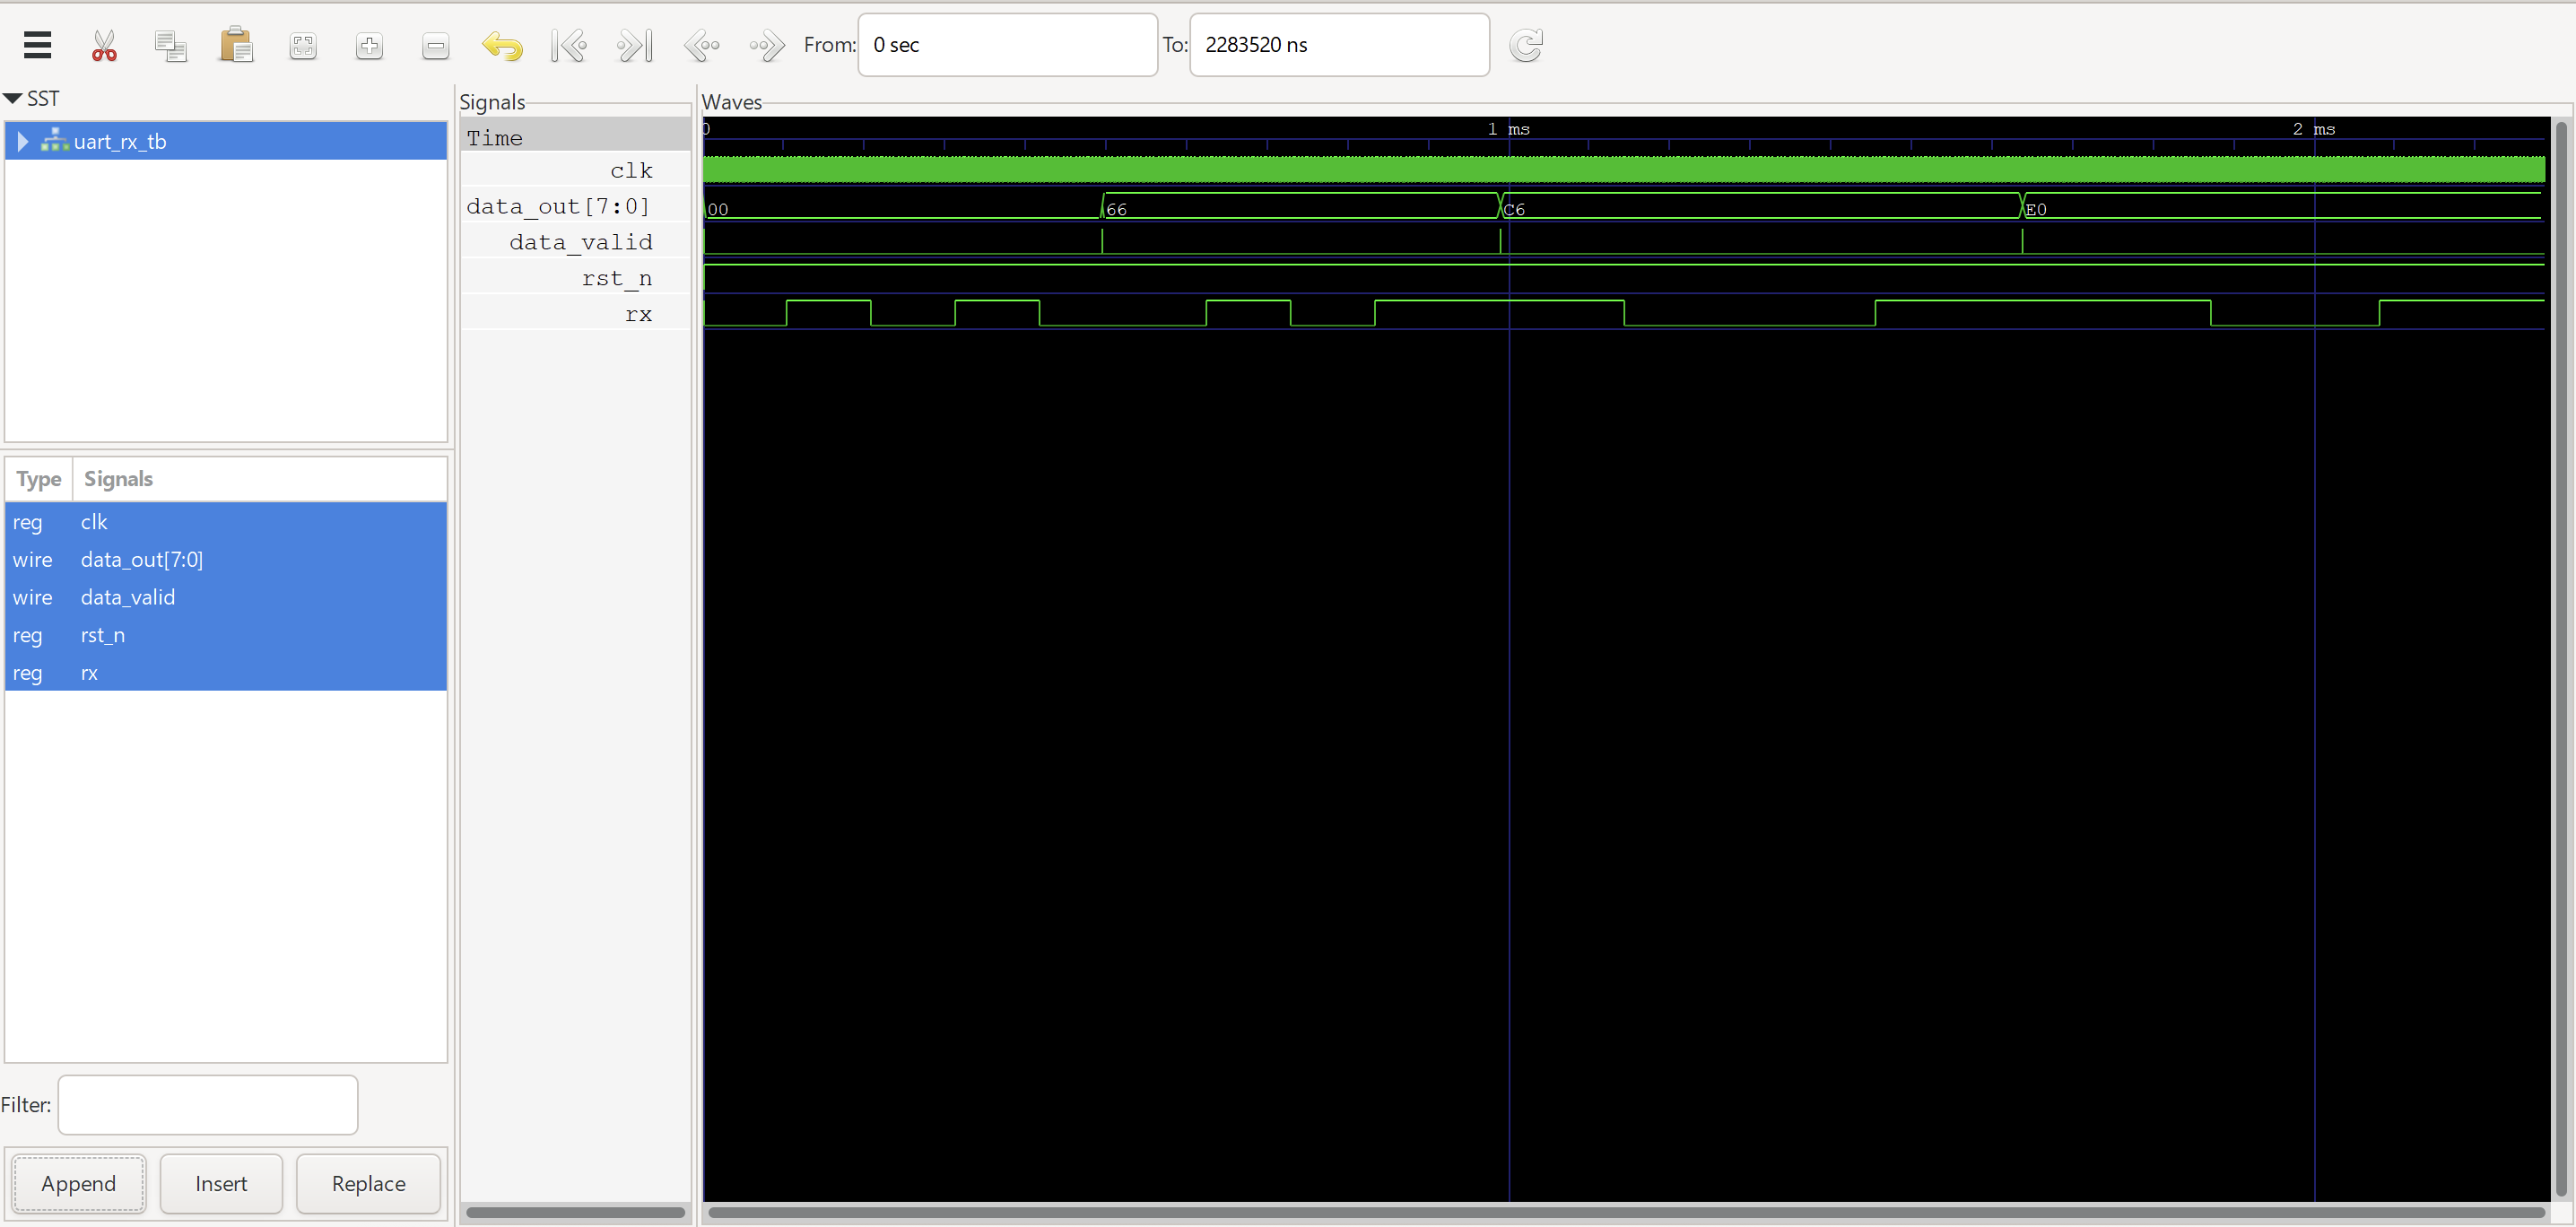 From: 0 sec To: 2283520 ns
SST
uart_rx_tb
Type Signals
reg clk
wire data_out[7:0]
wire data_valid
reg rst_n
reg rx
Filter:
Append Insert Replace
Signals
Time
clk
data_out[7:0]
data_valid
rst_n
rx
Waves
0 1 ms 2 ms
00 66 C6 E0